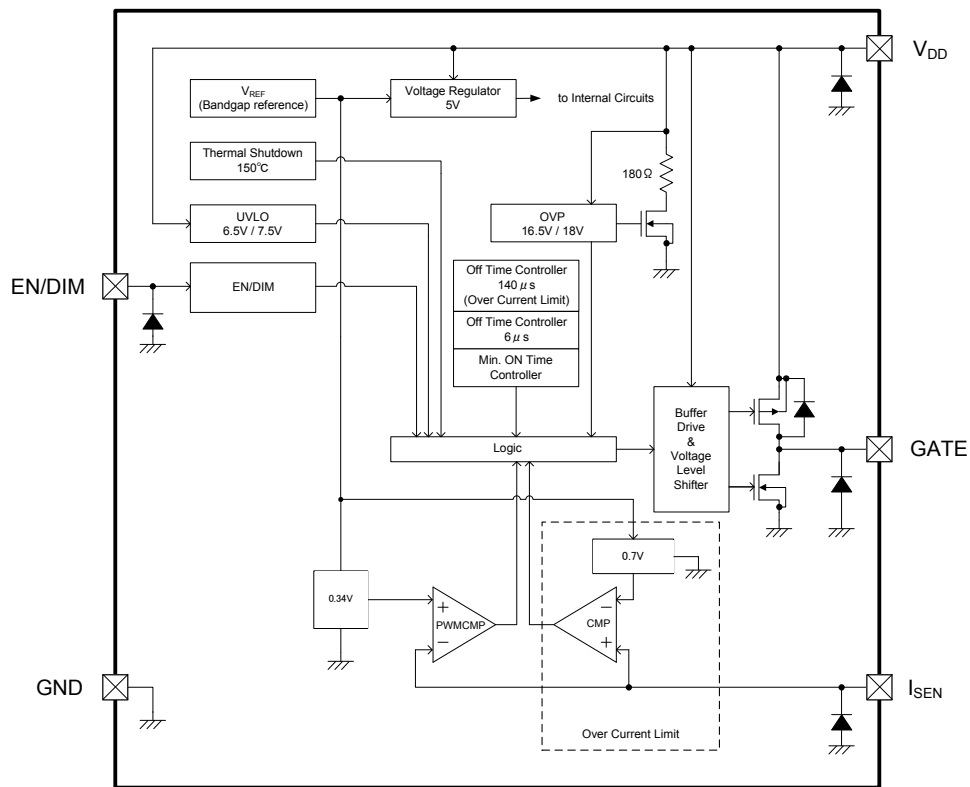 V_DD
V_REF
(Bandgap reference)
Voltage Regulator
5V
to Internal Circuits
Thermal Shutdown
150℃
180Ω
UVLO
6.5V / 7.5V
OVP
16.5V / 18V
EN/DIM
EN/DIM
Off Time Controller
140μs
(Over Current Limit)
Off Time Controller
6μs
Min. ON Time
Controller
Buffer
Drive
&
Voltage
Level
Shifter
Logic
GATE
0.7V
0.34V
+
PWMCMP
−
−
CMP
+
GND
I_SEN
Over Current Limit